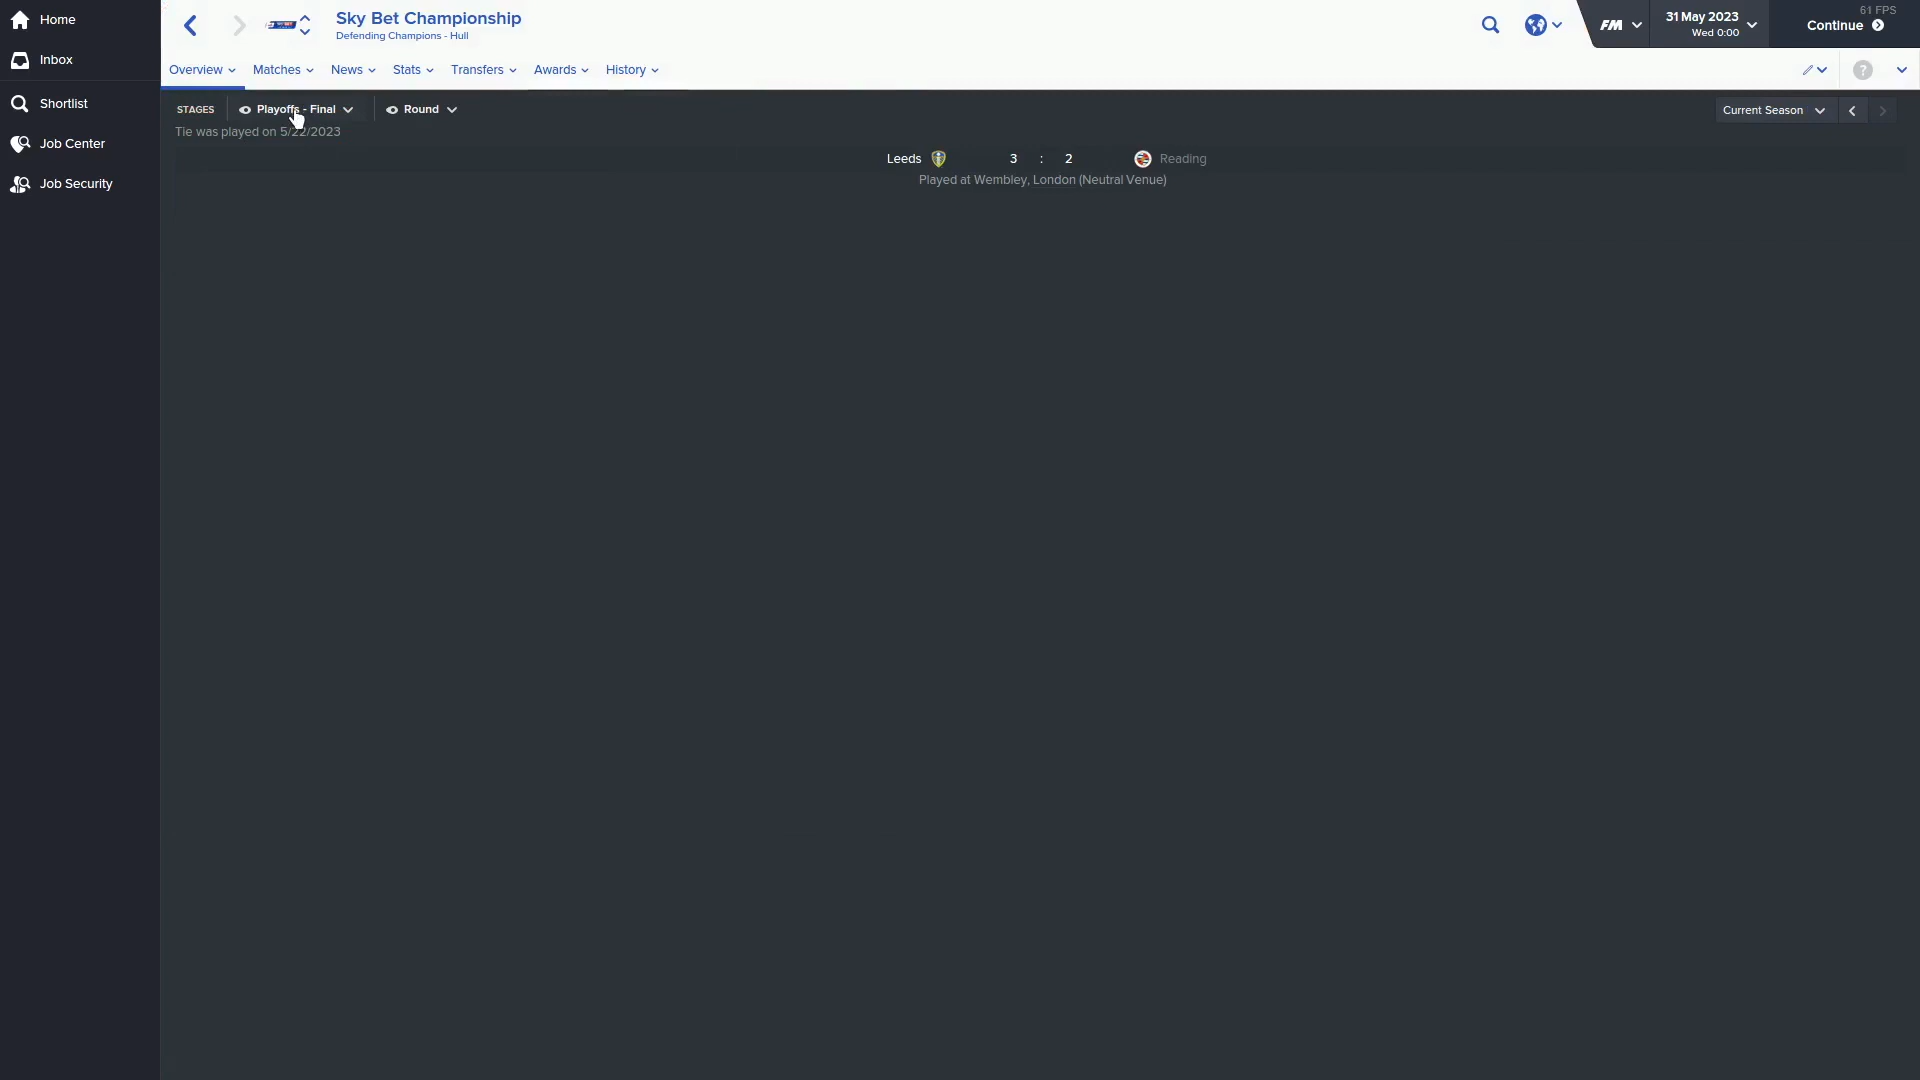 Home
Inbox
Shortlist
Job Center
Job Security
Sky Bet Championship
Defending Champions - Hull
FM
31 May 2023
Wed 0:00
61 FPS
Continue
Overview Matches News Stats Transfers Awards History
?
STAGES Playoffs - Final Round
Current Season
Tie was played on 5/22/2023
Leeds 3 : 2 Reading
Played at Wembley, London (Neutral Venue)